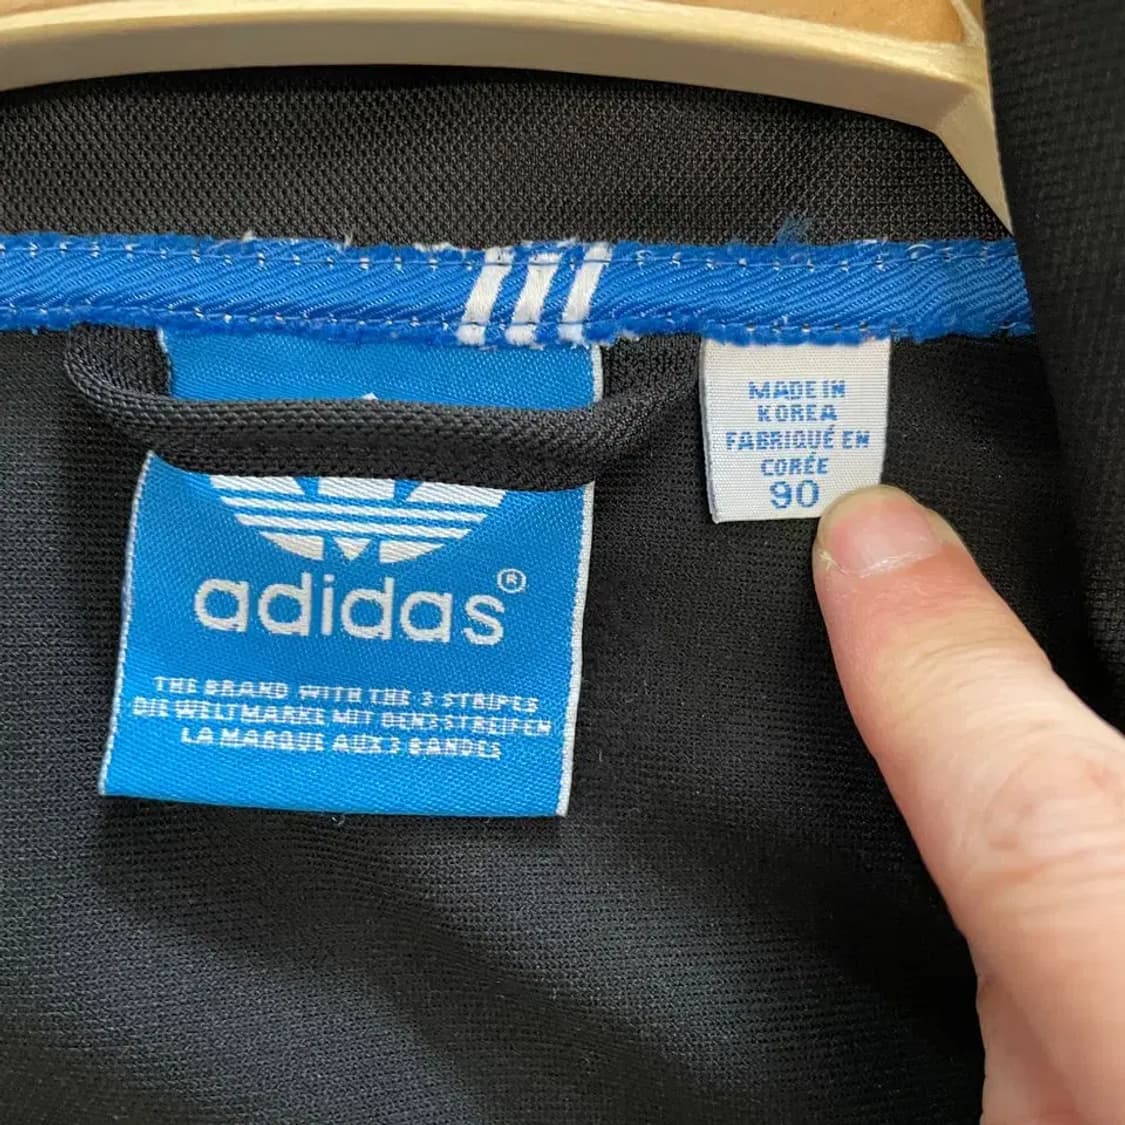 adidas®
THE BRAND WITH THE 3 STRIPES
DIE WELTMARKE MIT DEN 3 STREIFEN
LA MARQUE AUX 3 BANDES
MADE IN
KOREA
FABRIQUÉ EN
CORÉE
90